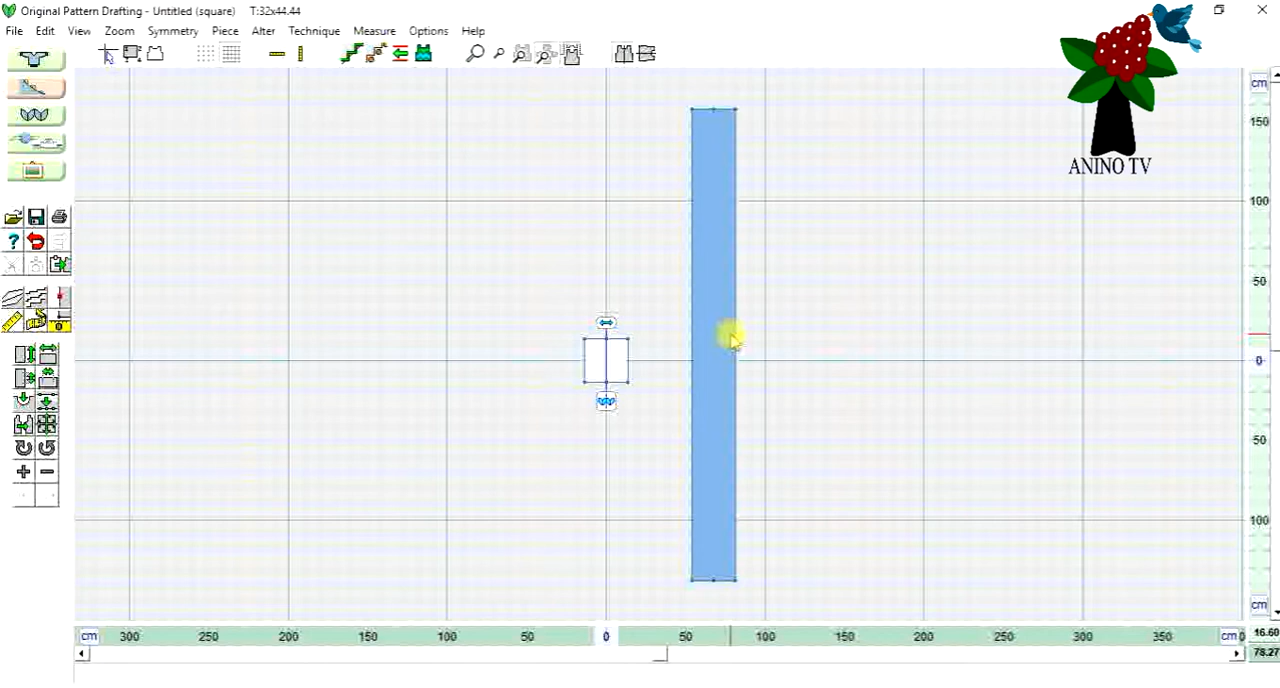 Original Pattern Drafting - Untitled (square) T:32x44.44
File Edit View Zoom Symmetry Piece Alter Technique Measure Options Help
ANINO TV
cm
150
100
50
0
50
100
cm
cm 300 250 200 150 100 50 0 50 100 150 200 250 300 350 cm 0
16.60
78.27